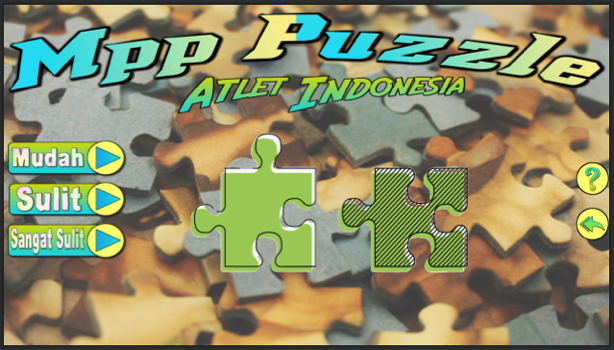 Mpp Puzzle
Atlet Indonesia
Mudah
Sulit
Sangat Sulit
?